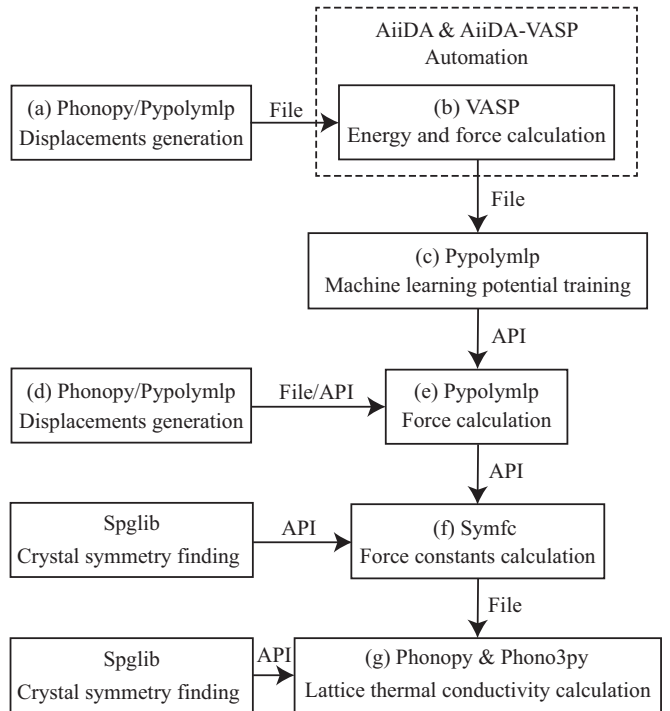 AiiDA & AiiDA-VASP
Automation
(a) Phonopy/Pypolymlp
Displacements generation
File
(b) VASP
Energy and force calculation
File
(c) Pypolymlp
Machine learning potential training
API
(d) Phonopy/Pypolymlp
Displacements generation
File/API
(e) Pypolymlp
Force calculation
API
Spglib
Crystal symmetry finding
API
(f) Symfc
Force constants calculation
File
Spglib
Crystal symmetry finding
API
(g) Phonopy & Phono3py
Lattice thermal conductivity calculation